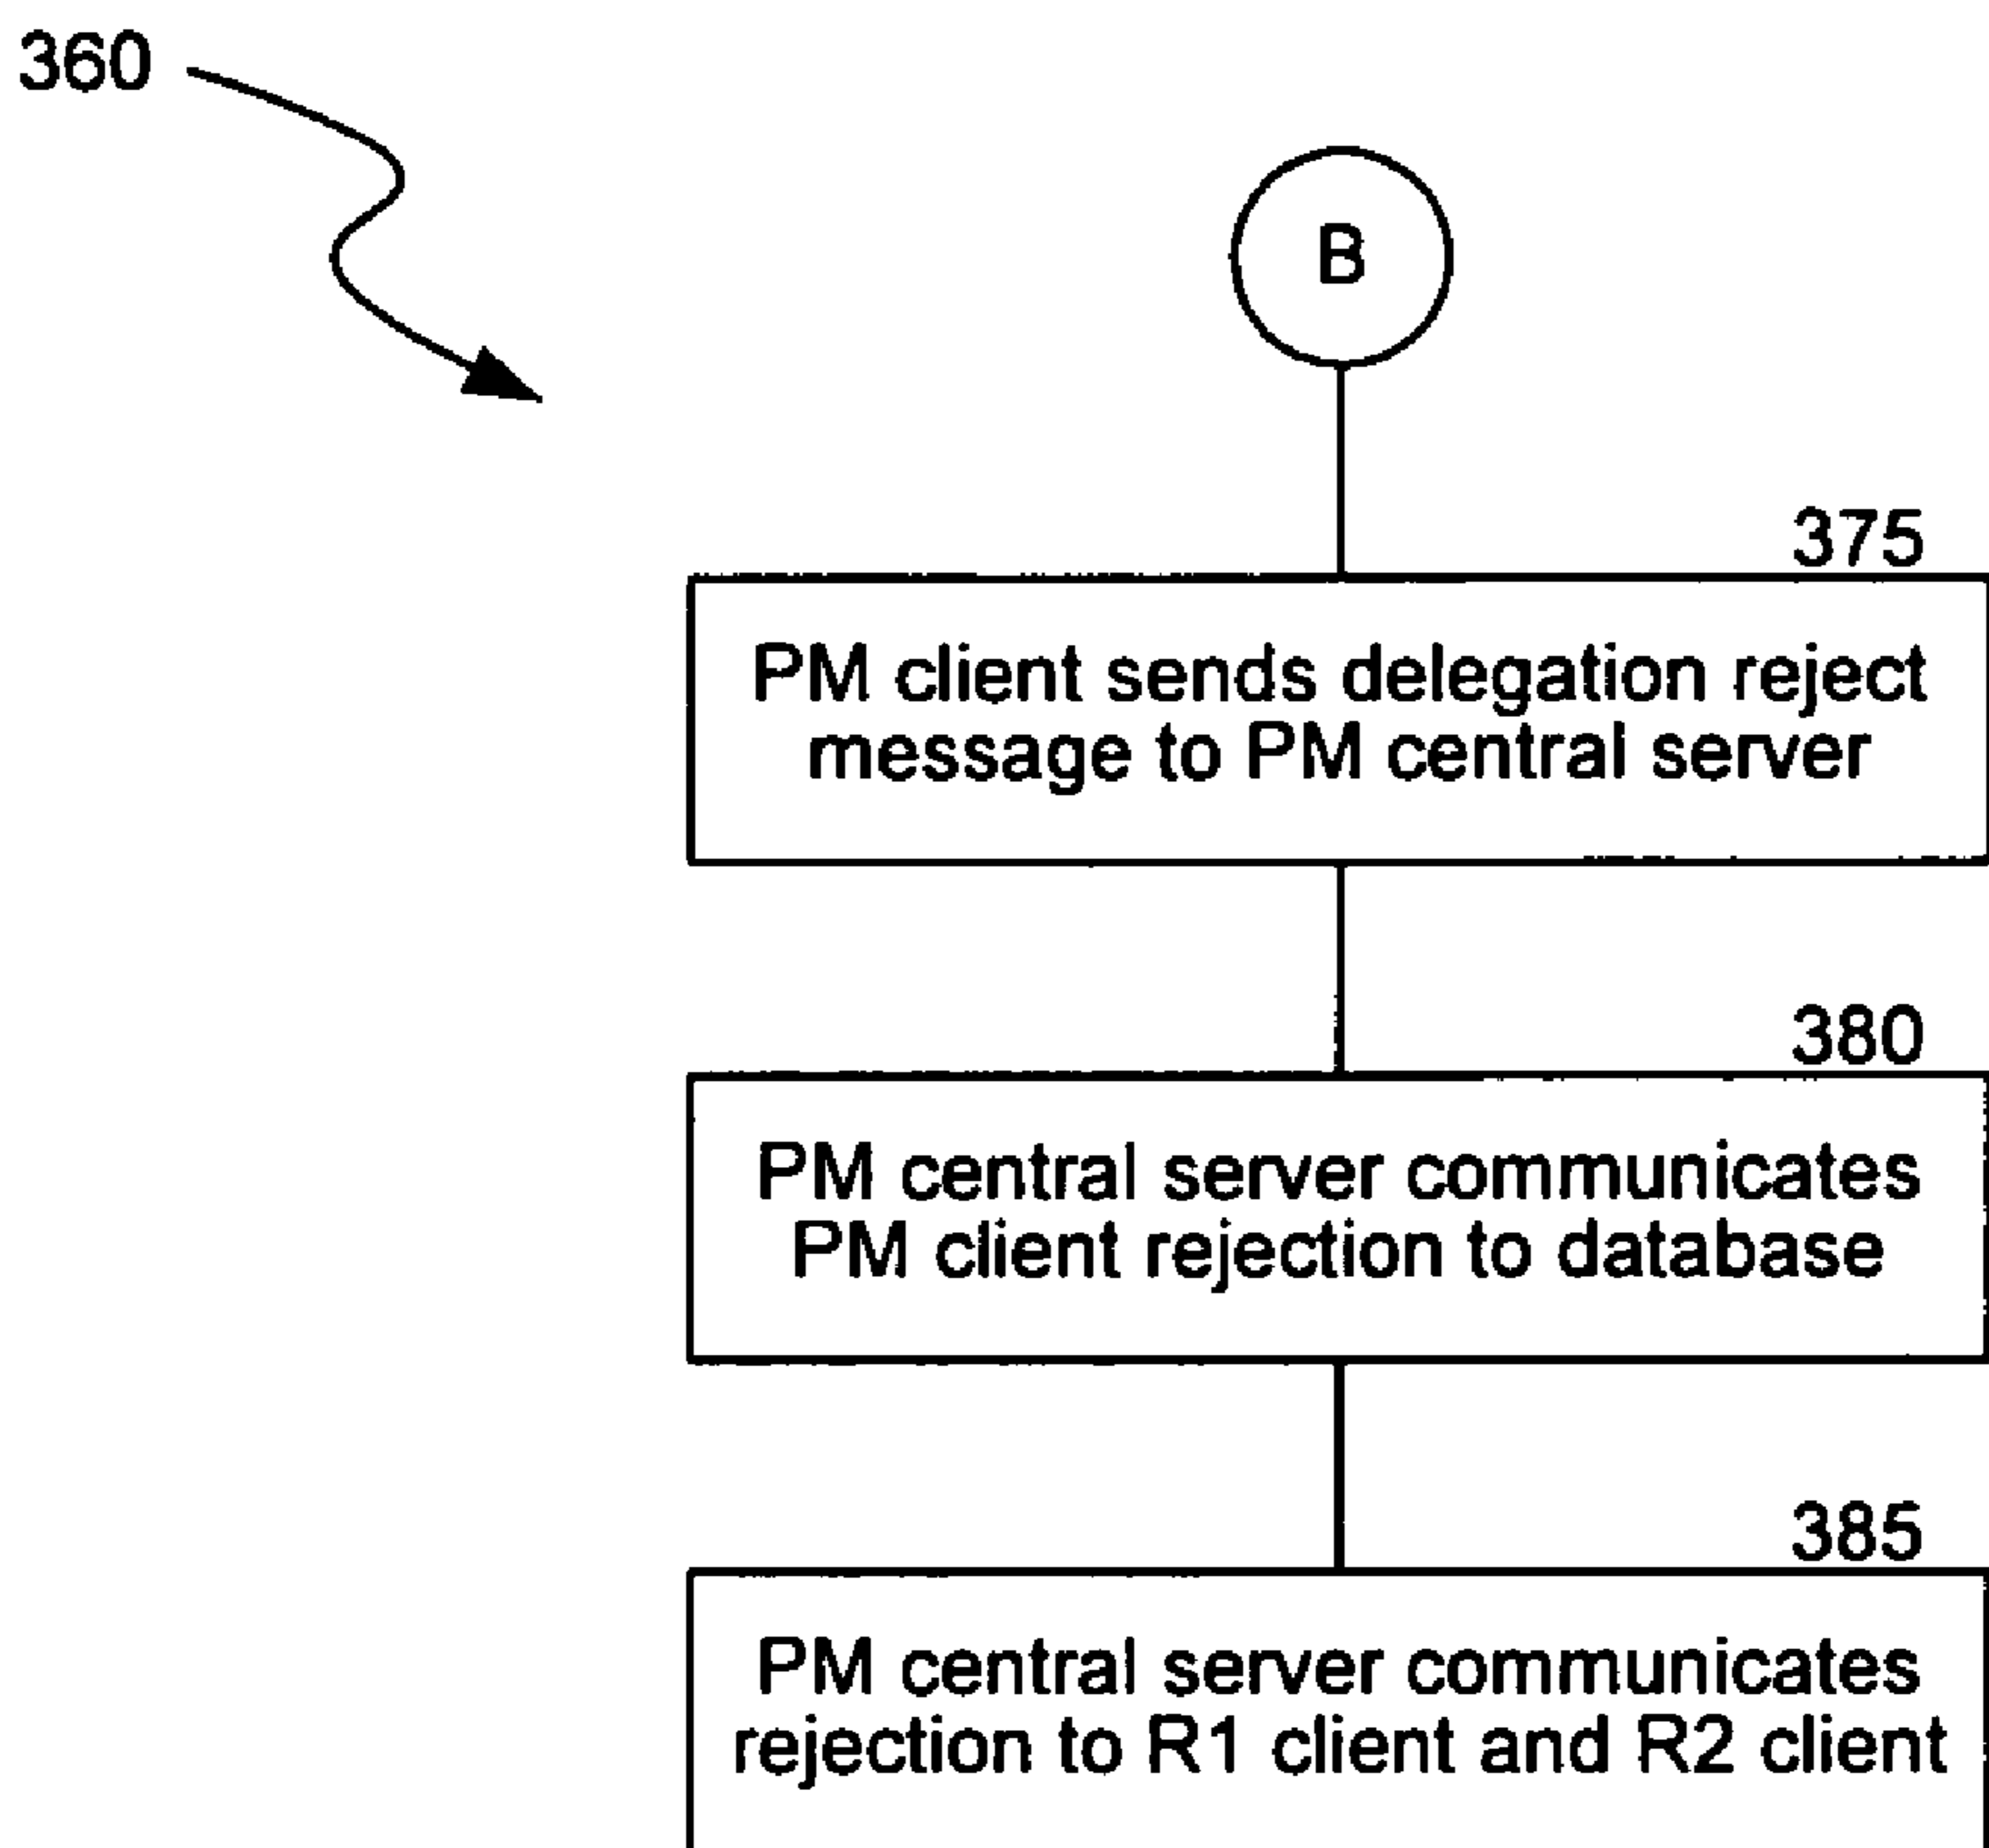 360
B
375
PM client sends delegation reject
message to PM central server
380
PM central server communicates
PM client rejection to database
385
PM central server communicates
rejection to R1 client and R2 client